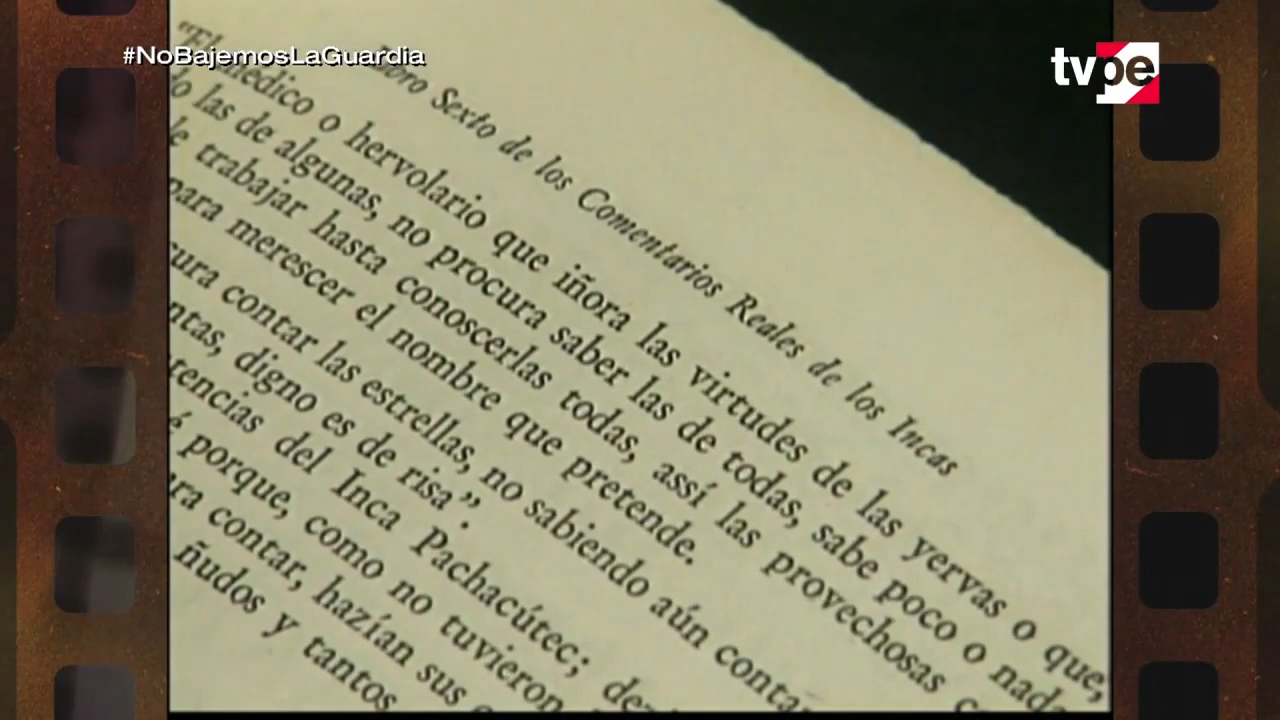 #NoBajemosLaGuardia
tvpe
Libro Sexto de los Comentarios Reales de los Incas
"El médico o hervolario que iñora las virtudes de las yervas o que,
las de algunas, no procura saber las de todas, sabe poco o nada
trabajar hasta conoscerlas todas, assí las provechosas
para merescer el nombre que pretende.
contar las estrellas, no sabiendo aún
digno es de risa".
del Inca Pachacútec;
porque, como no tuvieron
contar, hazían sus
ñudos y tantos